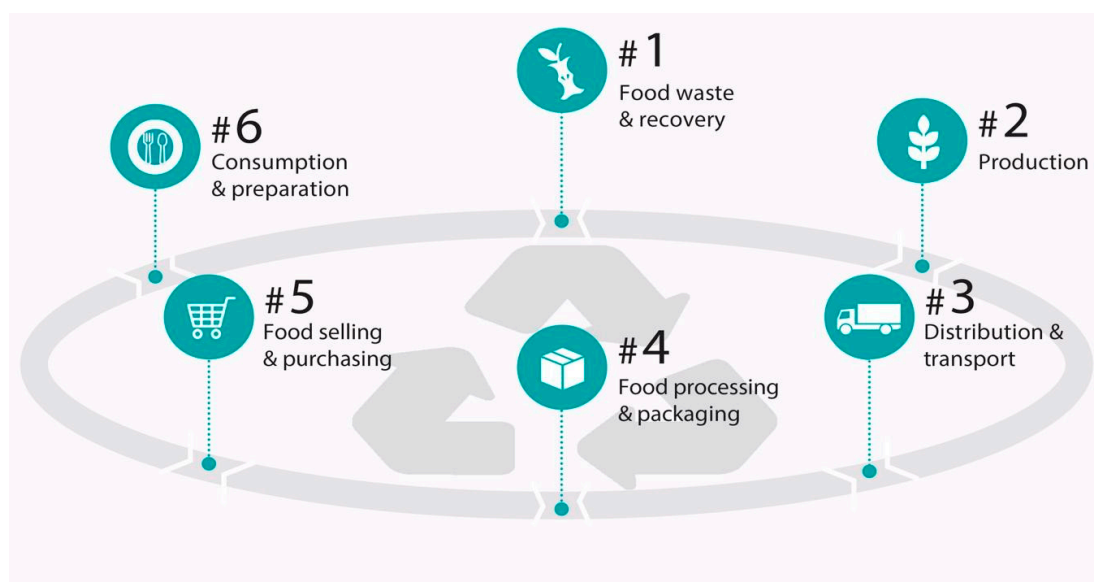 #1
Food waste
& recovery
#2
Production
#3
Distribution &
transport
#4
Food processing
& packaging
#5
Food selling
& purchasing
#6
Consumption
& preparation